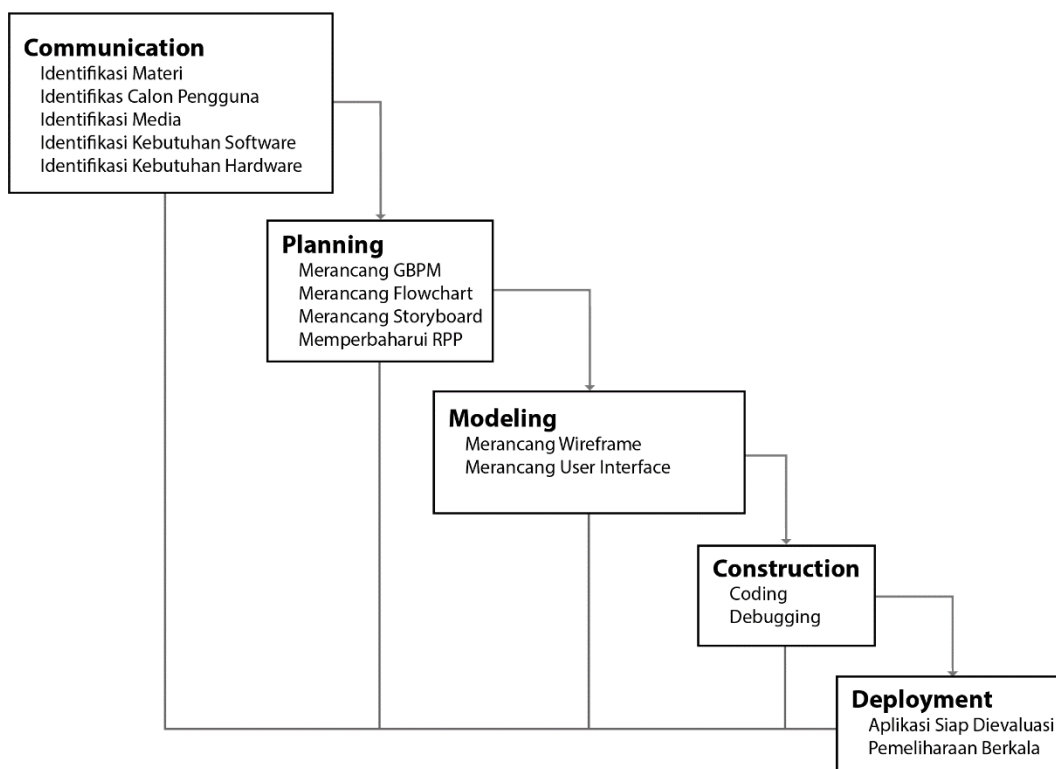 Communication
Identifikasi Materi
Identifikas Calon Pengguna
Identifikasi Media
Identifikasi Kebutuhan Software
Identifikasi Kebutuhan Hardware
Planning
Merancang GBPM
Merancang Flowchart
Merancang Storyboard
Memperbaharui RPP
Modeling
Merancang Wireframe
Merancang User Interface
Construction
Coding
Debugging
Deployment
Aplikasi Siap Dievaluasi
Pemeliharaan Berkala